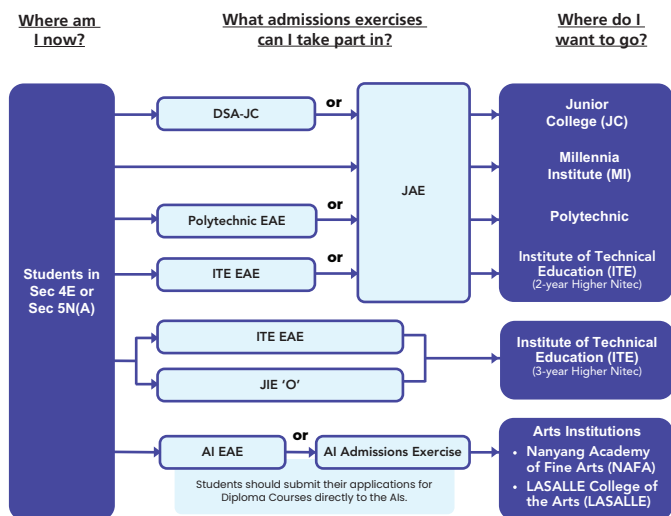 Where am
I now?
What admissions exercises
can I take part in?
Where do I
want to go?
Students in
Sec 4E or
Sec 5N(A)
DSA-JC
or
JAE
Junior
College (JC)
Millennia
Institute (MI)
Polytechnic EAE
or
Polytechnic
ITE EAE
or
Institute of Technical
Education (ITE)
(2-year Higher Nitec)
ITE EAE
JIE ‘O’
Institute of Technical
Education (ITE)
(3-year Higher Nitec)
AI EAE
or
AI Admissions Exercise
Students should submit their applications for
Diploma Courses directly to the AIs.
Arts Institutions
• Nanyang Academy
of Fine Arts (NAFA)
• LASALLE College of
the Arts (LASALLE)